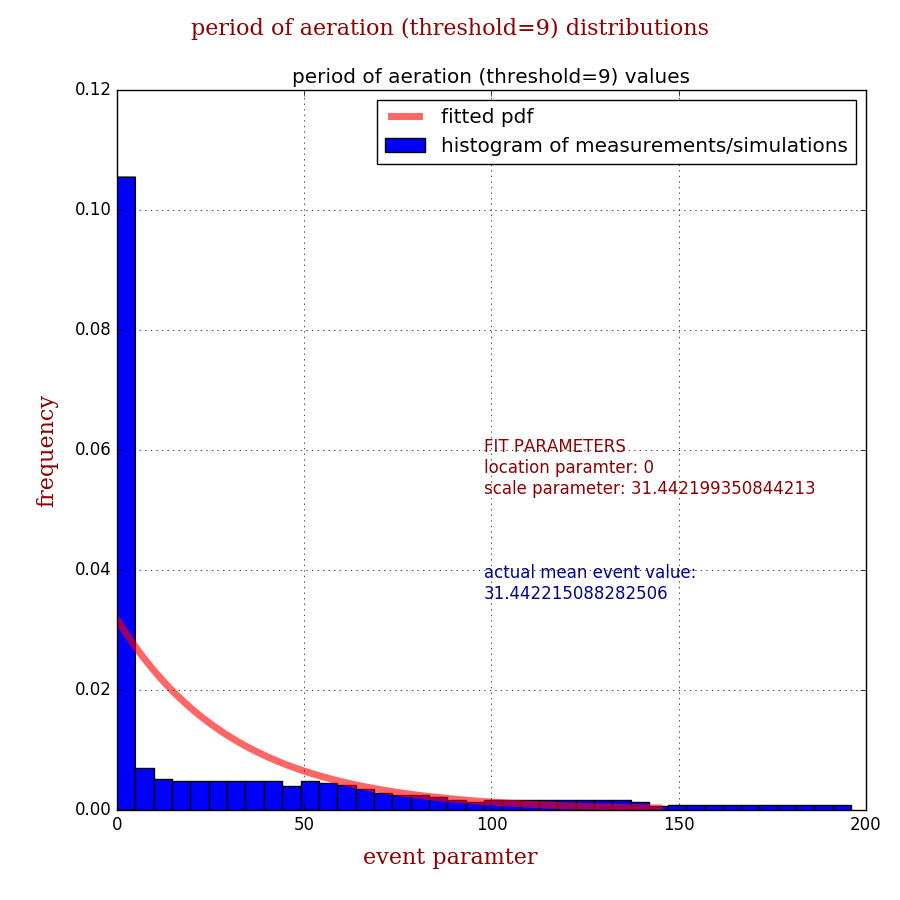 period of aeration (threshold=9) distributions
period of aeration (threshold=9) values
fitted pdf
histogram of measurements/simulations
0.12
0.10
0.08
0.06
0.04
0.02
0.00
frequency
FIT PARAMETERS
location paramter: 0
scale parameter: 31.442199350844213
actual mean event value:
31.442215088282506
0 50 100 150 200
event paramter